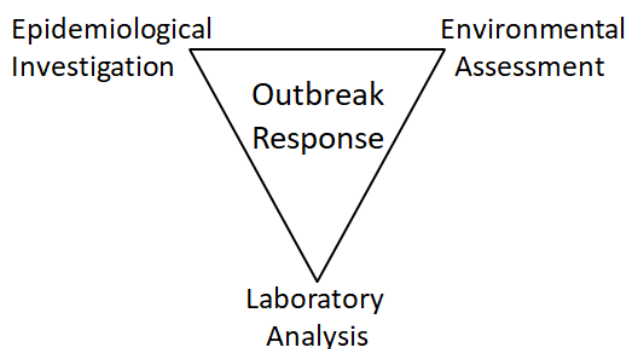 Epidemiological
Investigation
Environmental
Assessment
Outbreak
Response
Laboratory
Analysis